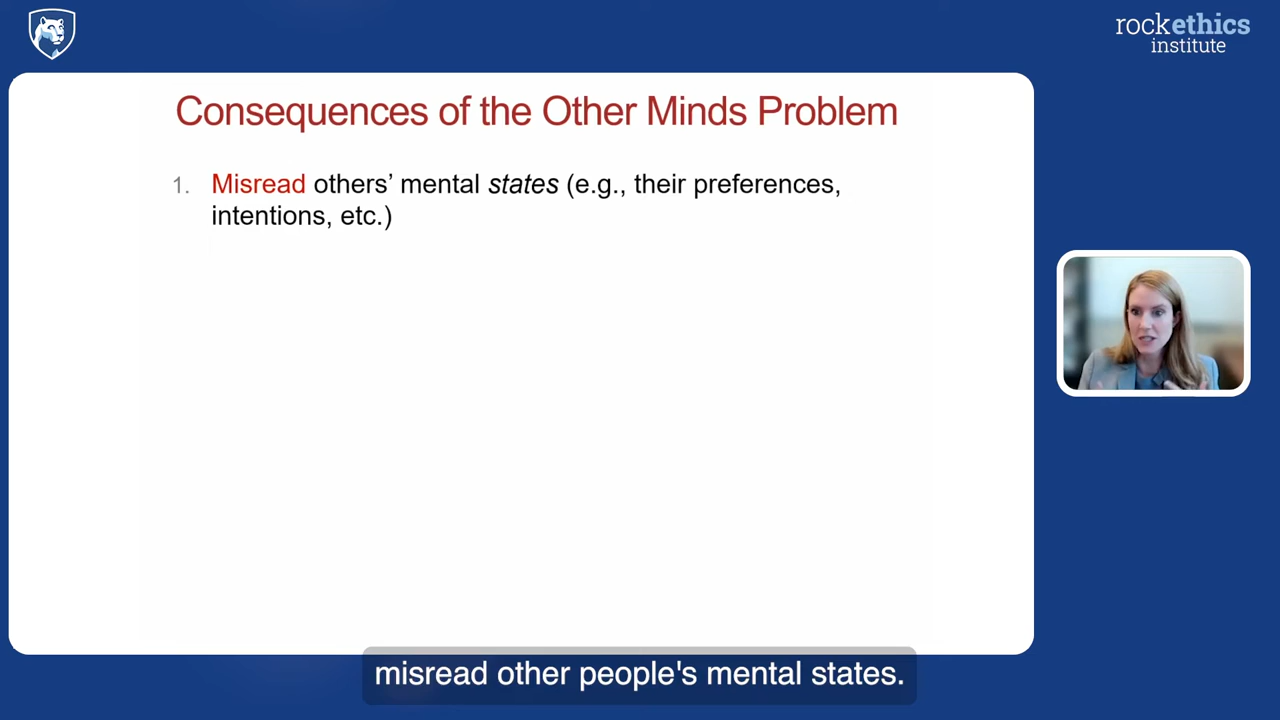 rockethics
institute
Consequences of the Other Minds Problem
1. Misread others’ mental states (e.g., their preferences,
intentions, etc.)
misread other people's mental states.